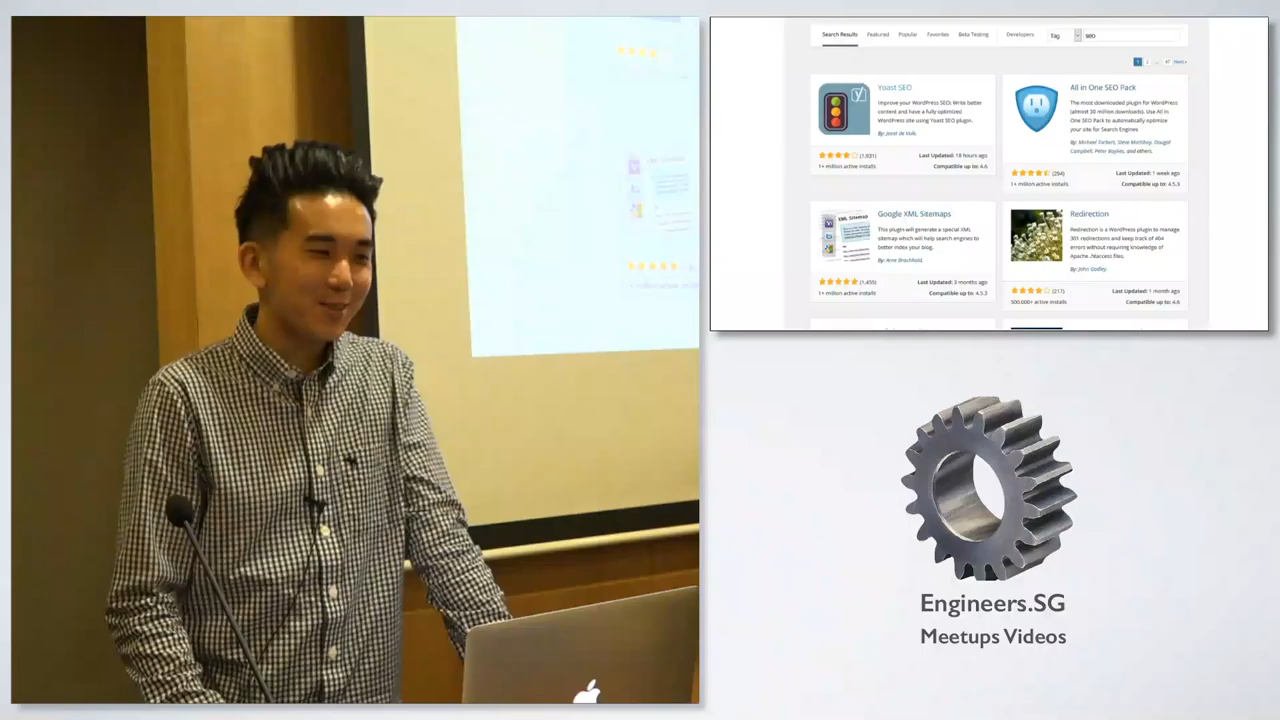 Search Results Featured Popular Favorites Beta Testing Developers Tag seo
1 2 ... 47 Next »
Yoast SEO
Improve your WordPress SEO: Write better
content and have a fully optimized
WordPress site using Yoast SEO plugin.
By: Joost de Valk.
(1,931)
Last Updated: 18 hours ago
1+ million active installs
Compatible up to: 4.6
All in One SEO Pack
The most downloaded plugin for WordPress
(almost 30 million downloads). Use All in
One SEO Pack to automatically optimize
your site for Search Engines
By: Michael Torbert, Steve Mortiboy, Dougal
Campbell, Peter Baylies, and others.
(294)
Last Updated: 1 week ago
1+ million active installs
Compatible up to: 4.5.3
XML SITEMAP
Google XML Sitemaps
This plugin will generate a special XML
sitemap which will help search engines to
better index your blog.
By: Arne Brachhold.
(1,455)
Last Updated: 3 months ago
1+ million active installs
Compatible up to: 4.5.3
Redirection
Redirection is a WordPress plugin to manage
301 redirections and keep track of 404
errors without requiring knowledge of
Apache .htaccess files.
By: John Godley.
(217)
Last Updated: 1 month ago
500,000+ active installs
Compatible up to: 4.6
Engineers.SG
Meetups Videos